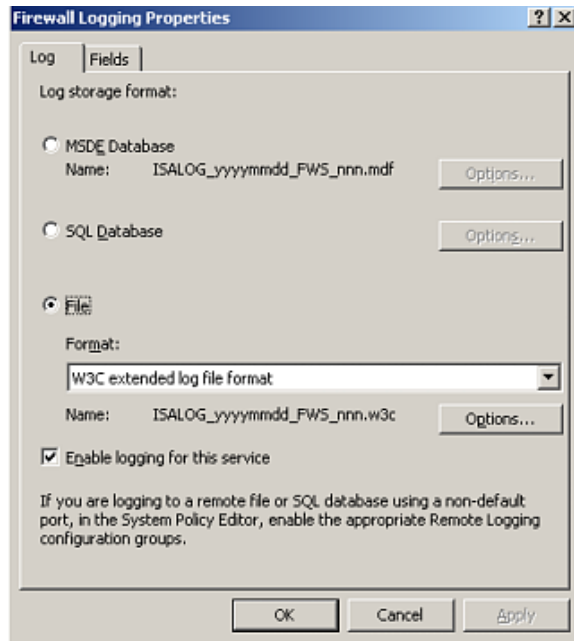 Firewall Logging Properties
Log
Fields
Log storage format:
MSDE Database
Name: ISALOG_yyyymmdd_FWS_nnn.mdf
Options...
SQL Database
Options...
File
Format:
W3C extended log file format
Name: ISALOG_yyyymmdd_FWS_nnn.w3c
Options...
Enable logging for this service
If you are logging to a remote file or SQL database using a non-default
port, in the System Policy Editor, enable the appropriate Remote Logging
configuration groups.
OK
Cancel
Apply